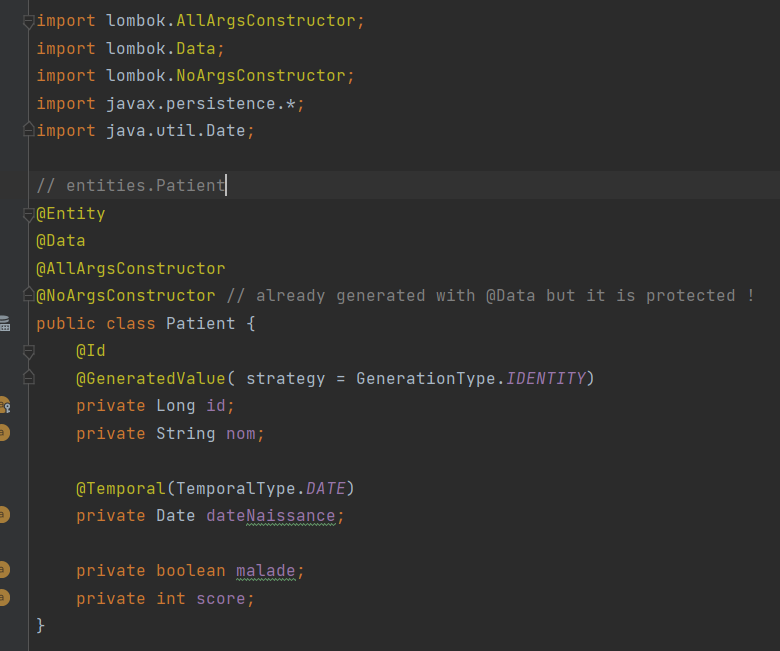 import lombok.AllArgsConstructor;
import lombok.Data;
import lombok.NoArgsConstructor;
import javax.persistence.*;
import java.util.Date;
// entities.Patient
@Entity
@Data
@AllArgsConstructor
@NoArgsConstructor // already generated with @Data but it is protected !
public class Patient {
    @Id
    @GeneratedValue( strategy = GenerationType.IDENTITY)
    private Long id;
    private String nom;
    @Temporal(TemporalType.DATE)
    private Date dateNaissance;
    private boolean malade;
    private int score;
}